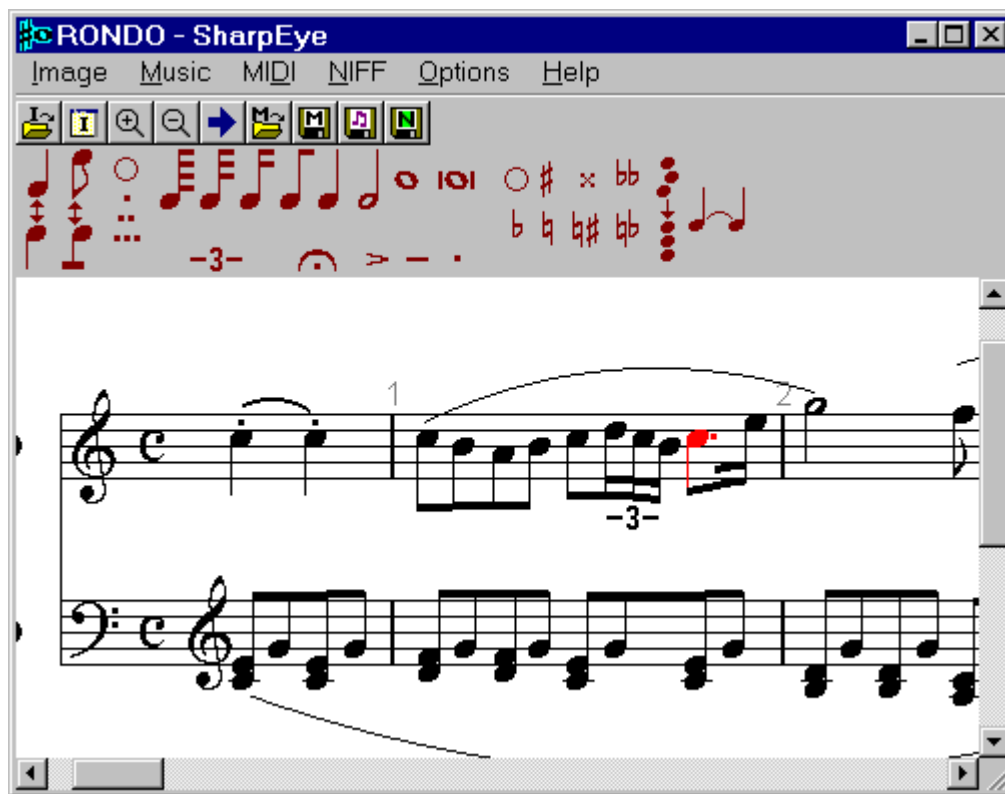 RONDO - SharpEye
Image Music MIDI NIFF Options Help
I I M M N
-3-
1 2
-3-